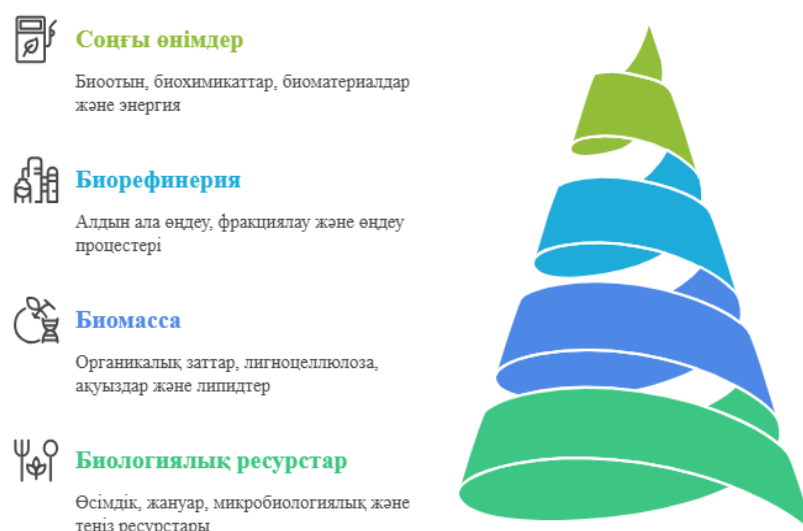 Соңғы өнімдер
Биоотын, биохимикаттар, биоматериалдар
және энергия
Биорефинерия
Алдын ала өңдеу, фракциялау және өңдеу
процестері
Биомасса
Органикалық заттар, лигноцеллюлоза,
ақуыздар және липидтер
Биологиялық ресурстар
Өсімдік, жануар, микробиологиялық және
теңіз ресурстары